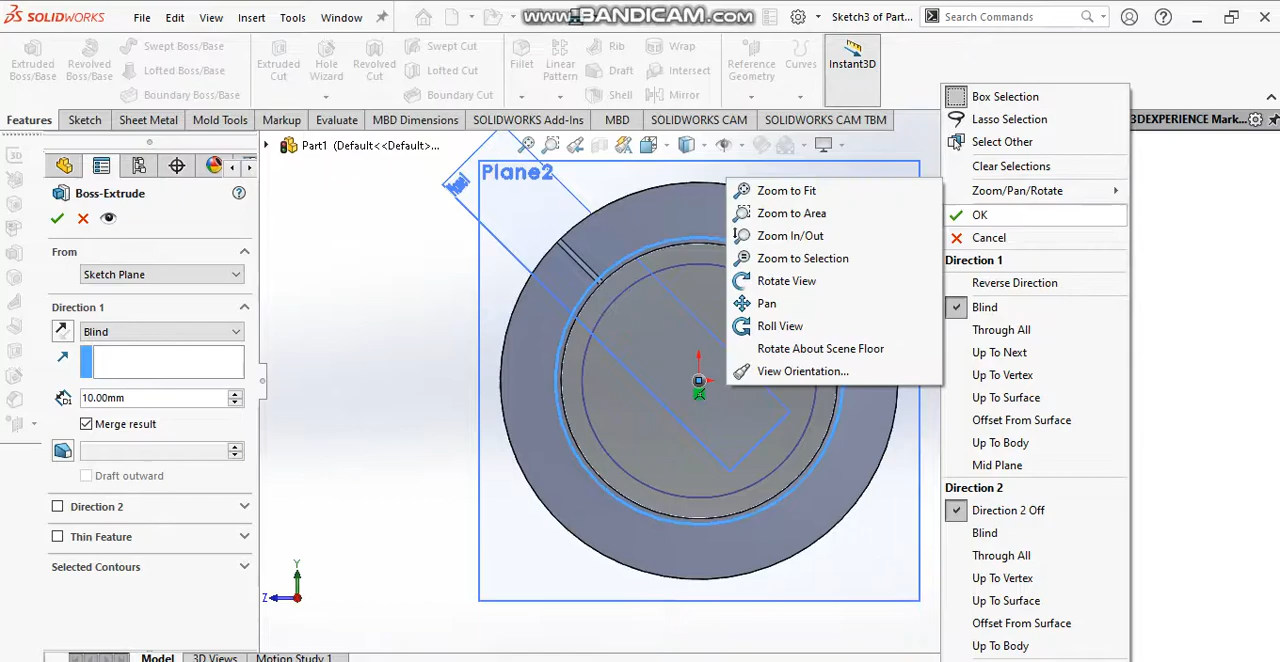 SOLIDWORKS File Edit View Insert Tools Window www.BANDICAM.com Sketch3 of Part... Search Commands
Extruded Boss/Base Revolved Boss/Base Swept Boss/Base Lofted Boss/Base Boundary Boss/Base Extruded Cut Hole Wizard Revolved Cut Swept Cut Lofted Cut Boundary Cut Fillet Linear Pattern Rib Draft Shell Wrap Intersect Mirror Reference Geometry Curves Instant3D
Features Sketch Sheet Metal Mold Tools Markup Evaluate MBD Dimensions SOLIDWORKS Add-Ins MBD SOLIDWORKS CAM SOLIDWORKS CAM TBM 3DEXPERIENCE Mark...
Part1 (Default<<Default>...
Boss-Extrude
From
Sketch Plane
Direction 1
Blind
10.00mm
Merge result
Draft outward
Direction 2
Thin Feature
Selected Contours
Plane2
Y
Z
Zoom to Fit
Zoom to Area
Zoom In/Out
Zoom to Selection
Rotate View
Pan
Roll View
Rotate About Scene Floor
View Orientation...
Box Selection
Lasso Selection
Select Other
Clear Selections
Zoom/Pan/Rotate
OK
Cancel
Direction 1
Reverse Direction
Blind
Through All
Up To Next
Up To Vertex
Up To Surface
Offset From Surface
Up To Body
Mid Plane
Direction 2
Direction 2 Off
Blind
Through All
Up To Vertex
Up To Surface
Offset From Surface
Up To Body
Model 3D Views Motion Study 1